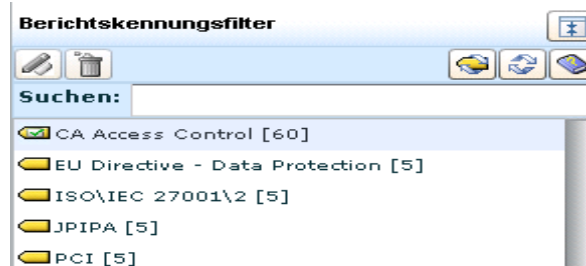 Berichtskennungsfilter
Suchen:
CA Access Control [60]
EU Directive - Data Protection [5]
ISO\IEC 27001\2 [5]
JPIPA [5]
PCI [5]